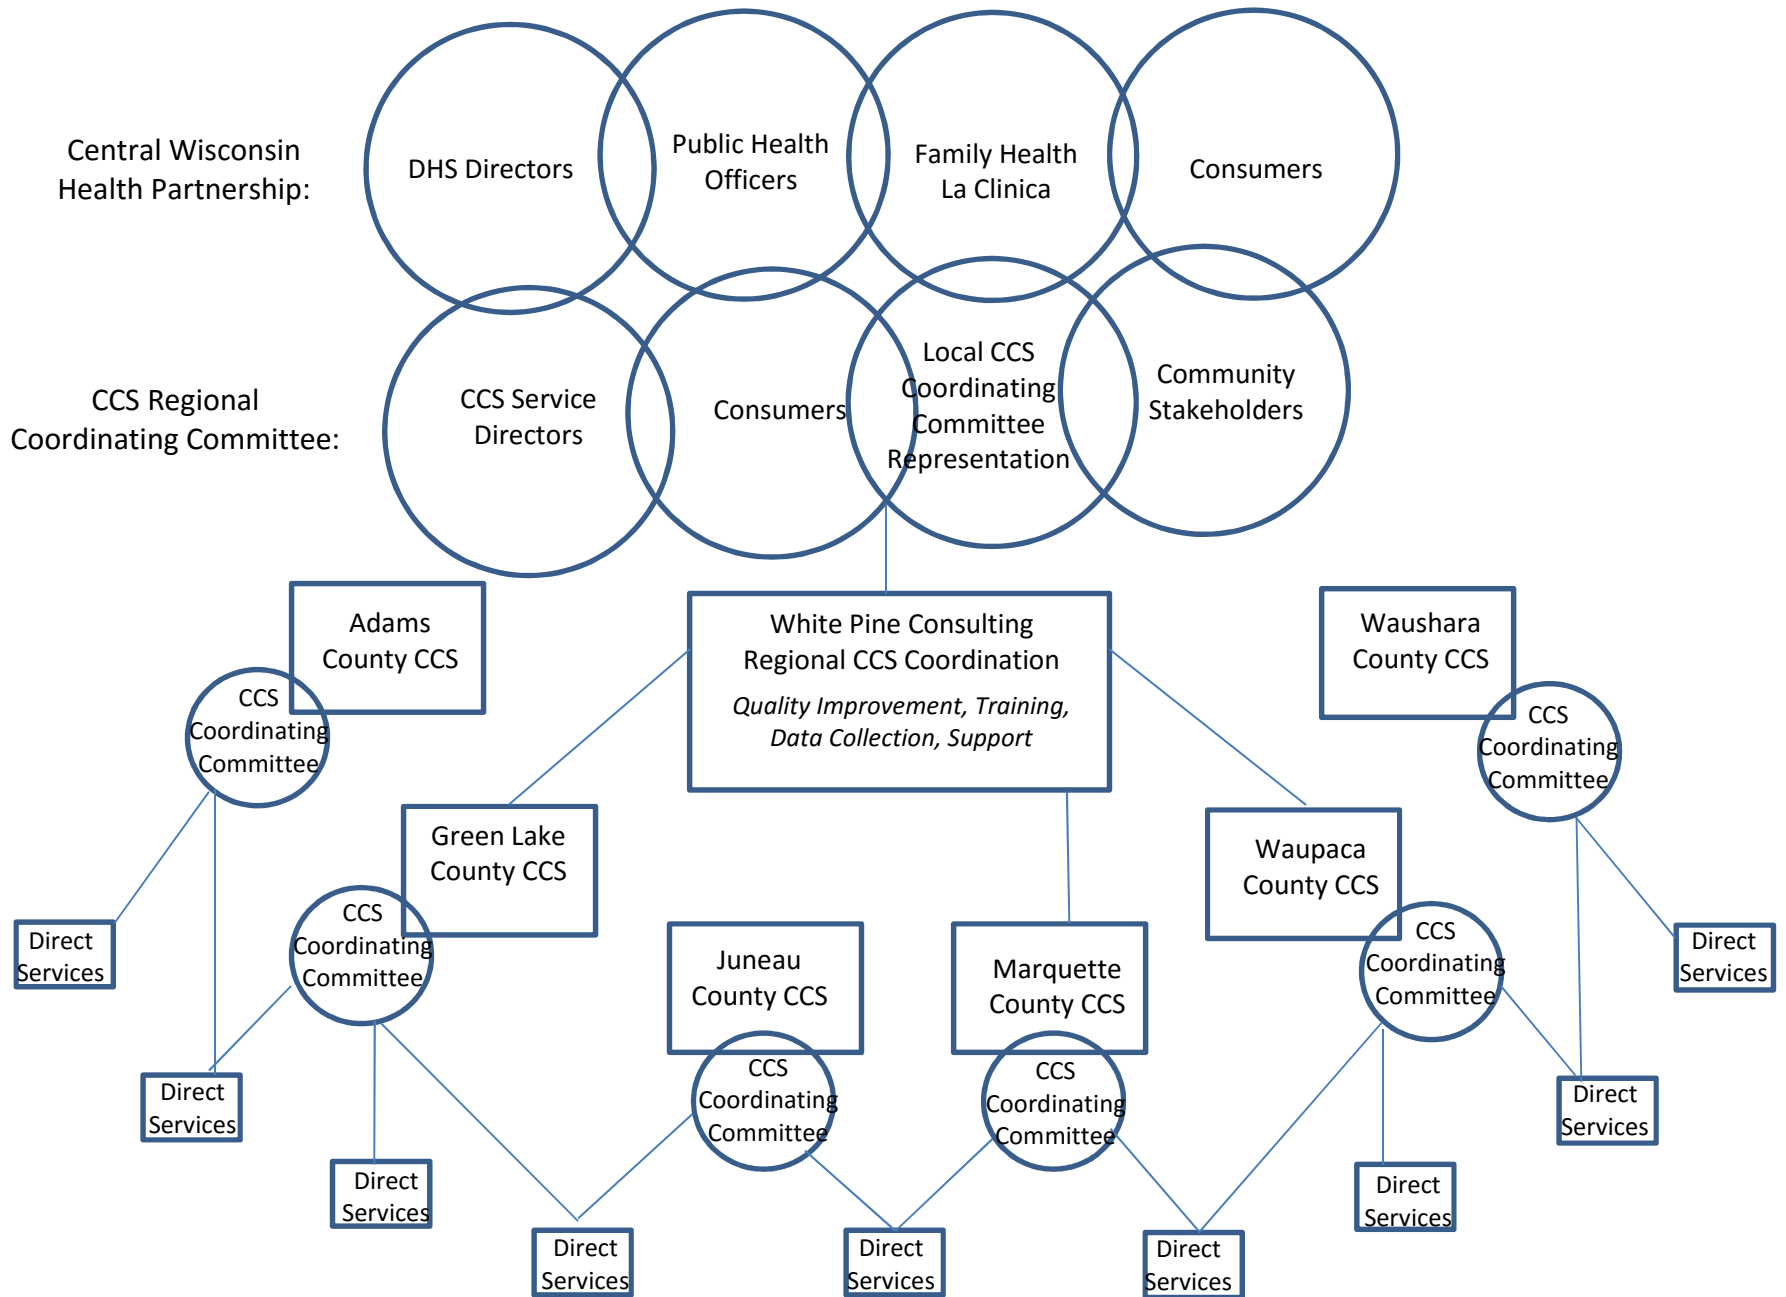 Central Wisconsin
Health Partnership:
DHS Directors
Public Health
Officers
Family Health
La Clinica
Consumers
CCS Regional
Coordinating Committee:
CCS Service
Directors
Consumers
Local CCS
Coordinating
Committee
Representation
Community
Stakeholders
Adams
County CCS
CCS
Coordinating
Committee
White Pine Consulting
Regional CCS Coordination
Quality Improvement, Training,
Data Collection, Support
Waushara
County CCS
CCS
Coordinating
Committee
Green Lake
County CCS
CCS
Coordinating
Committee
Waupaca
County CCS
CCS
Coordinating
Committee
Juneau
County CCS
CCS
Coordinating
Committee
Marquette
County CCS
CCS
Coordinating
Committee
Direct
Services
Direct
Services
Direct
Services
Direct
Services
Direct
Services
Direct
Services
Direct
Services
Direct
Services
Direct
Services